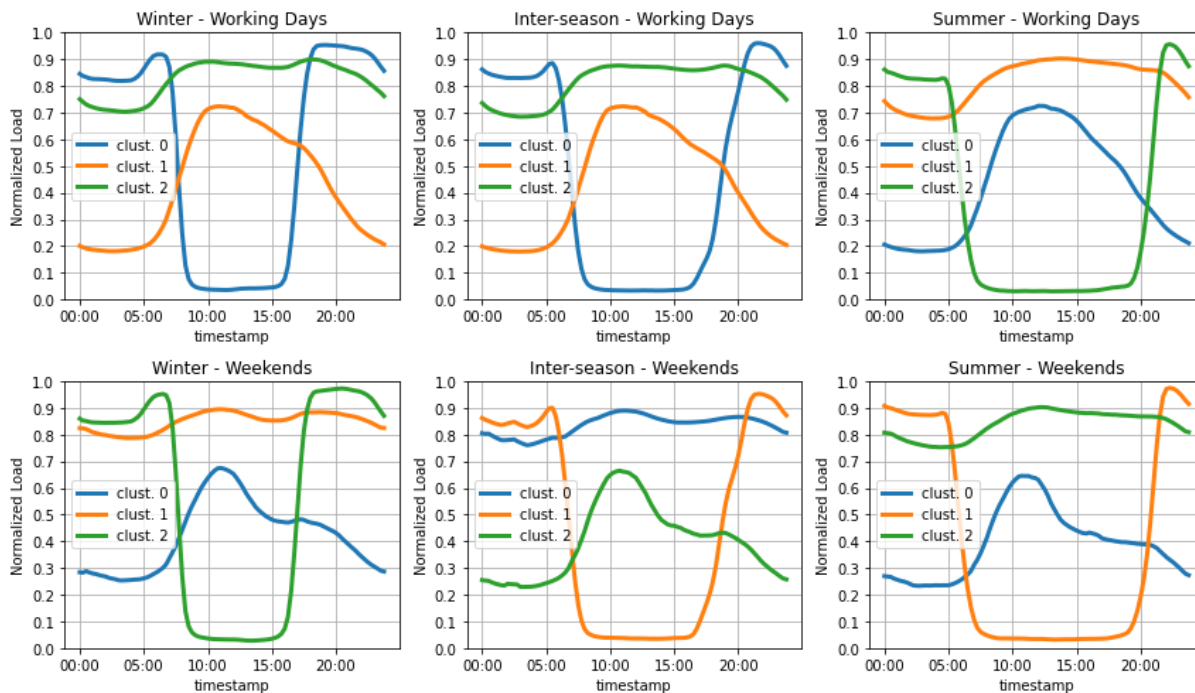 Winter - Working Days
Normalized Load
1.0
0.9
0.8
0.7
0.6
0.5
0.4
0.3
0.2
0.1
0.0
clust. 0
clust. 1
clust. 2
00:00 05:00 10:00 15:00 20:00
timestamp
Inter-season - Working Days
Normalized Load
1.0
0.9
0.8
0.7
0.6
0.5
0.4
0.3
0.2
0.1
0.0
clust. 0
clust. 1
clust. 2
00:00 05:00 10:00 15:00 20:00
timestamp
Summer - Working Days
Normalized Load
1.0
0.9
0.8
0.7
0.6
0.5
0.4
0.3
0.2
0.1
0.0
clust. 0
clust. 1
clust. 2
00:00 05:00 10:00 15:00 20:00
timestamp
Winter - Weekends
Normalized Load
1.0
0.9
0.8
0.7
0.6
0.5
0.4
0.3
0.2
0.1
0.0
clust. 0
clust. 1
clust. 2
00:00 05:00 10:00 15:00 20:00
timestamp
Inter-season - Weekends
Normalized Load
1.0
0.9
0.8
0.7
0.6
0.5
0.4
0.3
0.2
0.1
0.0
clust. 0
clust. 1
clust. 2
00:00 05:00 10:00 15:00 20:00
timestamp
Summer - Weekends
Normalized Load
1.0
0.9
0.8
0.7
0.6
0.5
0.4
0.3
0.2
0.1
0.0
clust. 0
clust. 1
clust. 2
00:00 05:00 10:00 15:00 20:00
timestamp